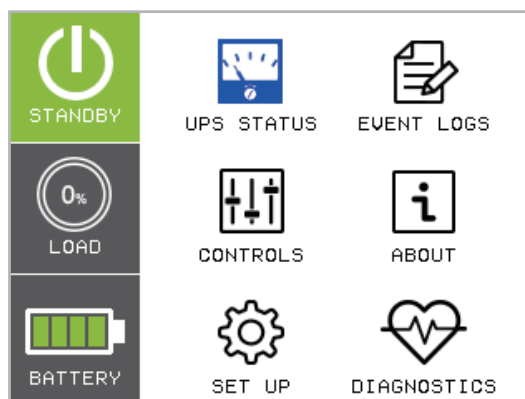 STANDBY
UPS STATUS
EVENT LOGS
0%
LOAD
CONTROLS
ABOUT
BATTERY
SET UP
DIAGNOSTICS